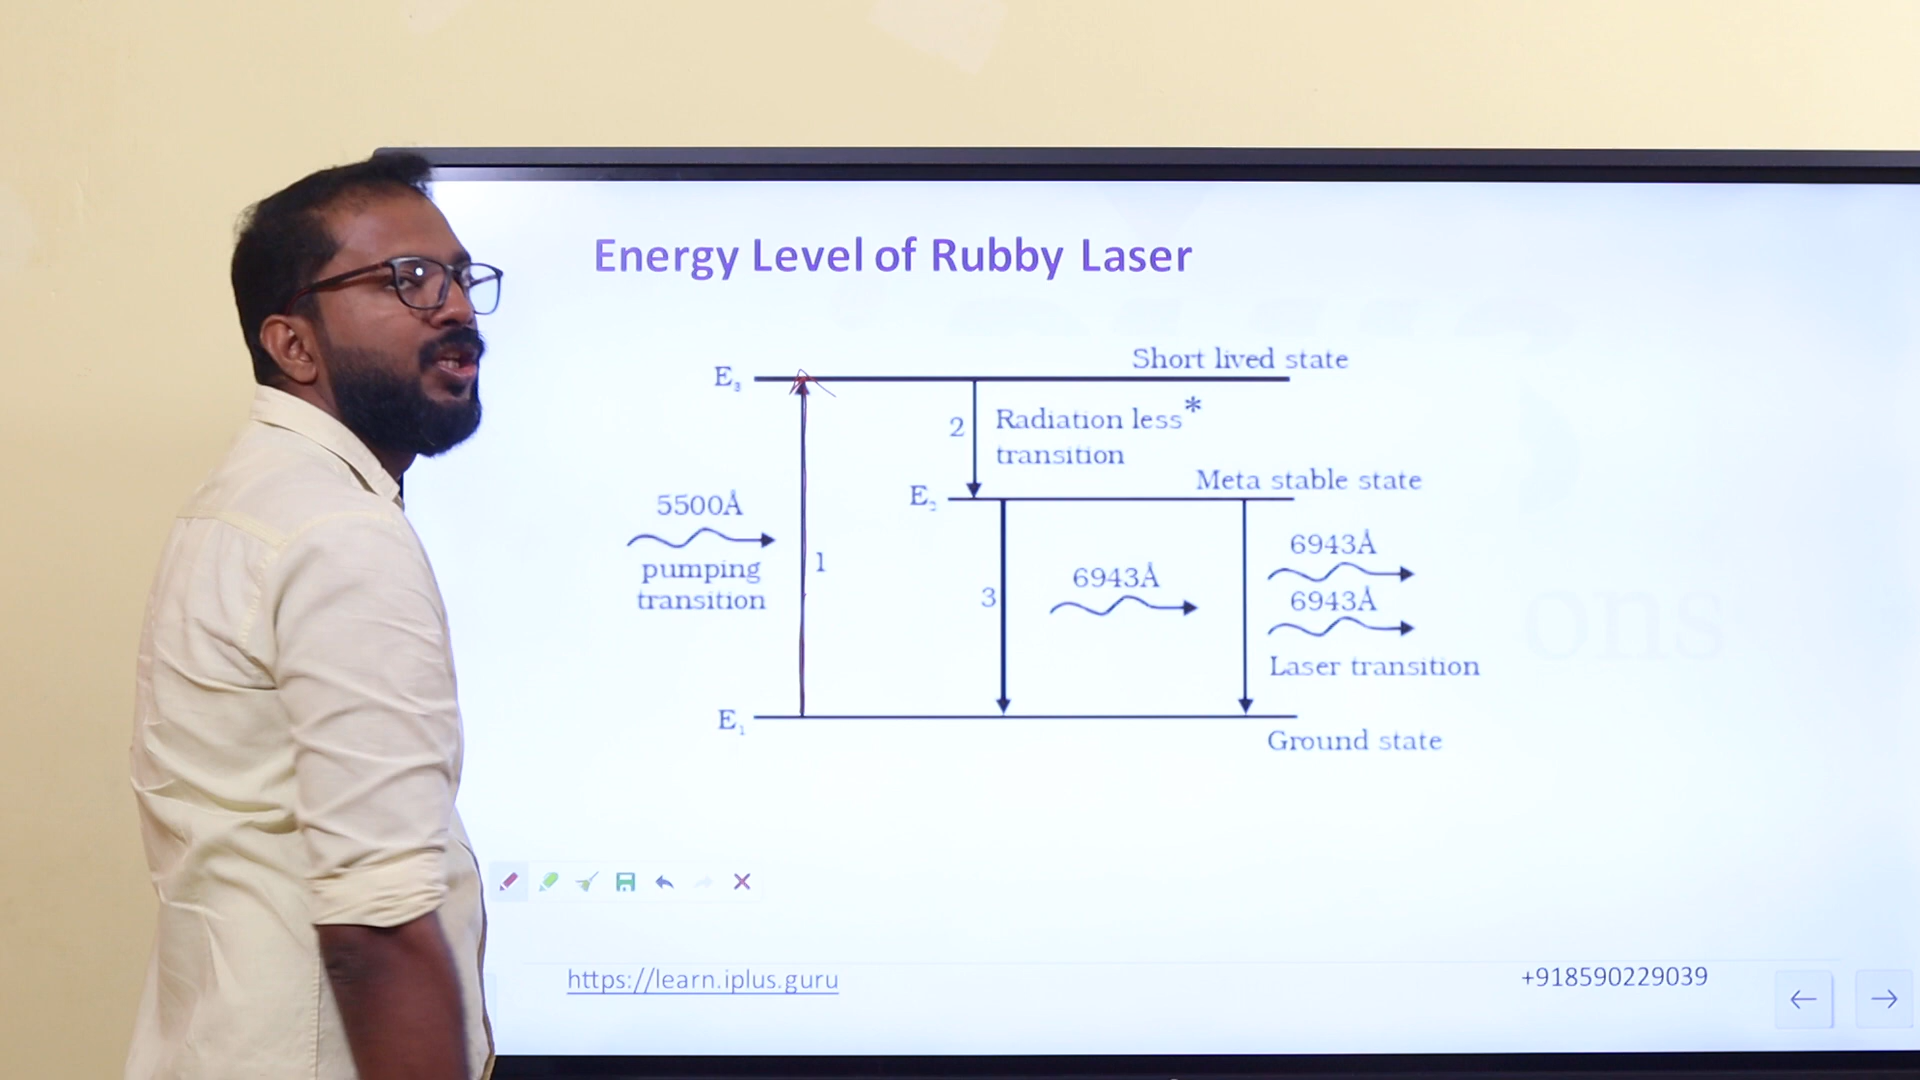 Energy Level of Rubby Laser
Short lived state
E₃
2
Radiation less*
transition
Meta stable state
E₂
5500Å
pumping
transition
1
3
6943Å
6943Å
6943Å
Laser transition
E₁
Ground state
ons
https://learn.iplus.guru
+918590229039